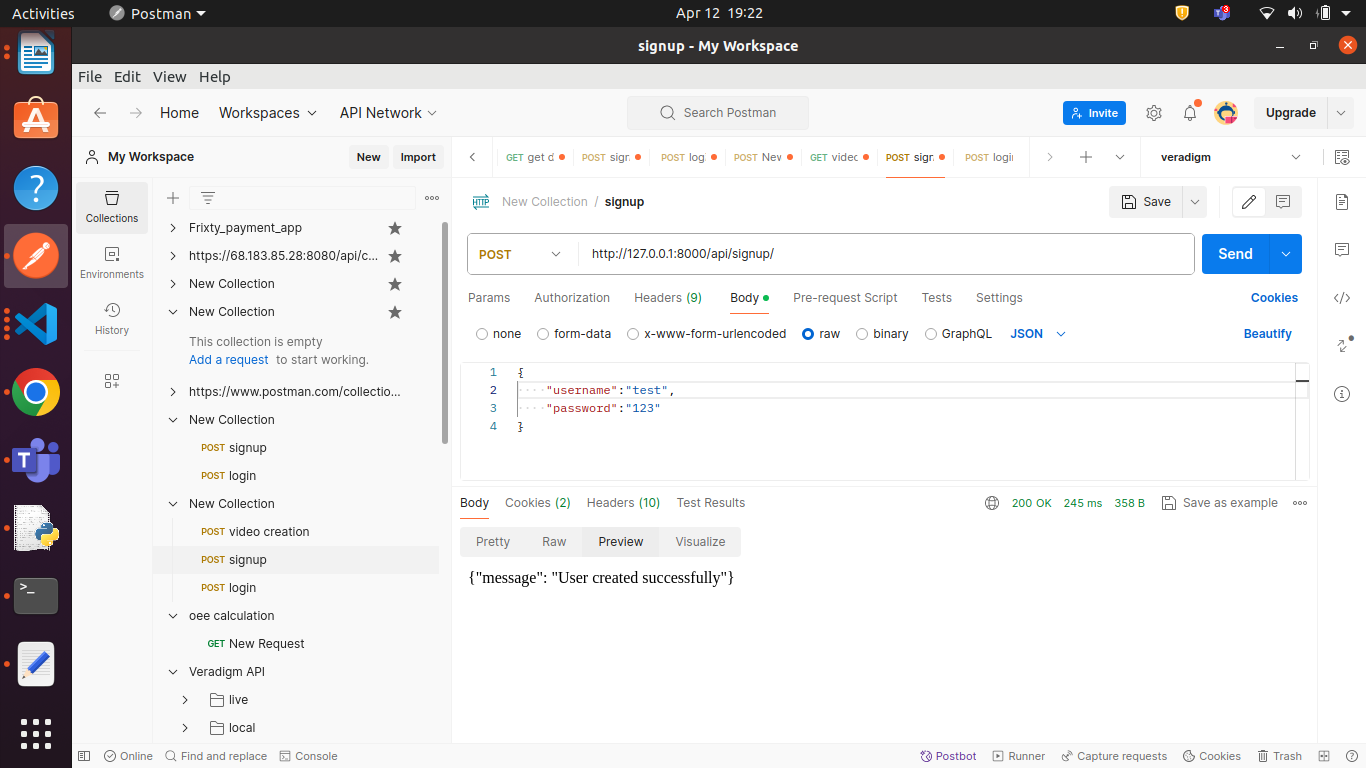 Activities
Postman
Apr 12 19:22
3
signup - My Workspace
File Edit View Help
Home Workspaces API Network
Search Postman
Invite
Upgrade
My Workspace
New Import
GET get d
POST sign
POST log
POST New
GET video
POST sign
POST login
veradigm
Collections
Environments
History
Frixty_payment_app
https://68.183.85.28:8080/api/c...
New Collection
New Collection
This collection is empty
Add a request to start working.
https://www.postman.com/collectio...
New Collection
POST signup
POST login
New Collection
POST video creation
POST signup
POST login
oee calculation
GET New Request
Veradigm API
live
local
HTTP New Collection / signup
Save
POST http://127.0.0.1:8000/api/signup/
Send
Params Authorization Headers (9) Body Pre-request Script Tests Settings Cookies
none form-data x-www-form-urlencoded raw binary GraphQL JSON Beautify
1 {
2 "username":"test",
3 "password":"123"
4 }
Body Cookies (2) Headers (10) Test Results 200 OK 245 ms 358 B Save as example
Pretty Raw Preview Visualize
{"message": "User created successfully"}
Online Find and replace Console Postbot Runner Capture requests Cookies Trash